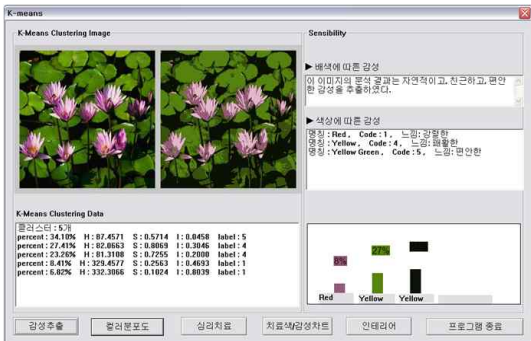 K-means
K-Means Clustering Image
Sensibility
▶ 배색에 따른 감성
이 이미지의 분석 결과는 자연적이고, 친근하고, 편안
한 감성을 추출하였다.
▶ 색상에 따른 감성
명칭 : Red , Code : 1 , 느낌: 강렬한
명칭 : Yellow , Code : 4 , 느낌: 쾌활한
명칭 : Yellow Green , Code : 5 , 느낌: 편안한
K-Means Clustering Data
클러스터 : 5개
percent : 34.10% H : 87.4571 S : 0.5714 I : 0.0458 label : 5
percent : 27.41% H : 82.0663 S : 0.8069 I : 0.3046 label : 4
percent : 23.26% H : 81.3108 S : 0.7255 I : 0.2000 label : 4
percent : 8.41% H : 329.4577 S : 0.2563 I : 0.4693 label : 1
percent : 6.82% H : 332.3066 S : 0.1024 I : 0.8039 label : 1
8%
27%
Red Yellow Yellow
감성추출 컬러분포도 심리치료 치료색/감성차트 인테리어 프로그램 종료